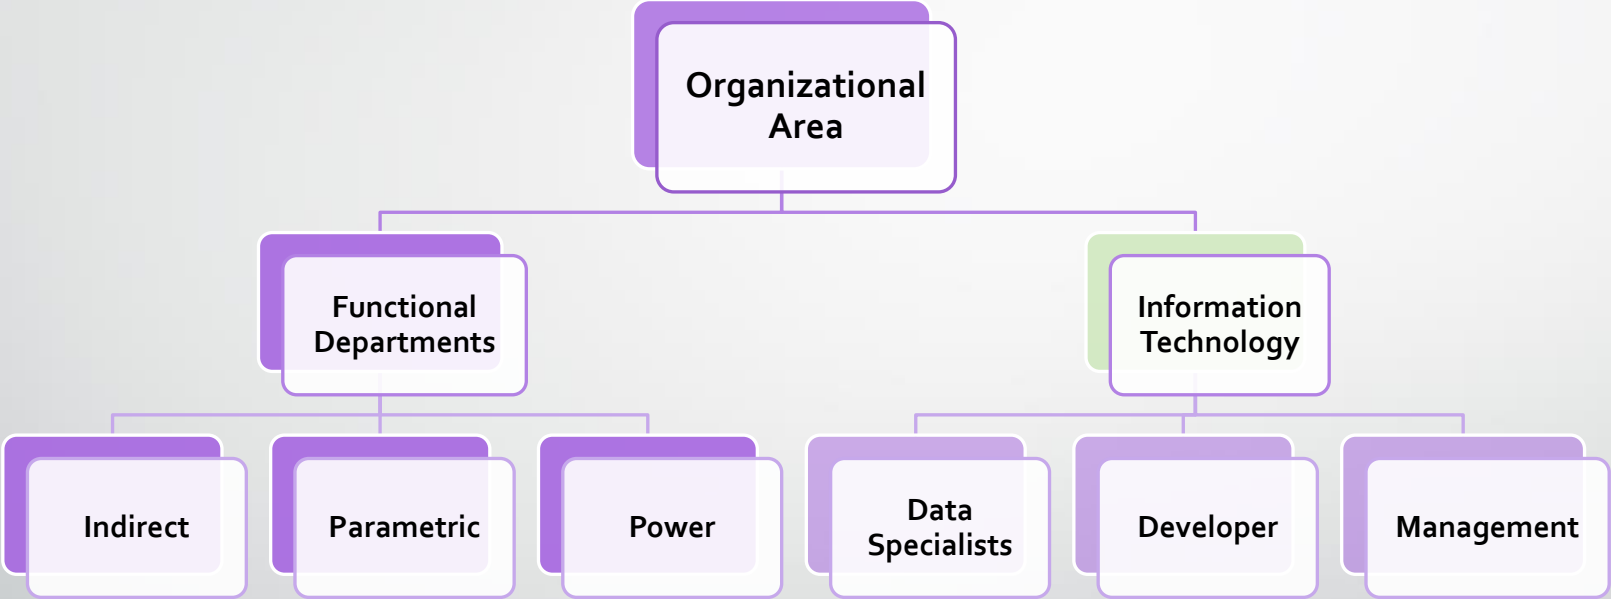 Organizational
Area
Functional
Departments
Information
Technology
Indirect
Parametric
Power
Data
Specialists
Developer
Management